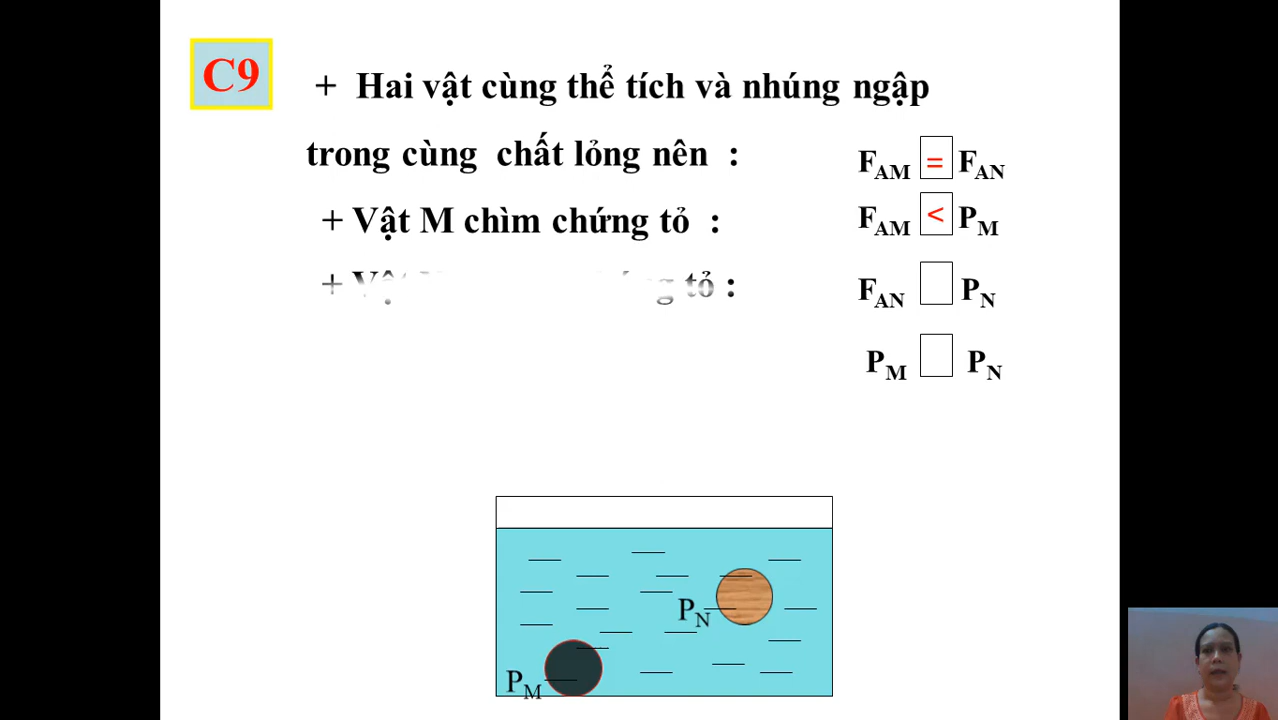 C9
+ Hai vật cùng thể tích và nhúng ngập
trong cùng chất lỏng nên :
F_AM = F_AN
+ Vật M chìm chứng tỏ :
F_AM < P_M
+ Vật tỏ :
F_AN P_N
P_M P_N
P_N
P_M